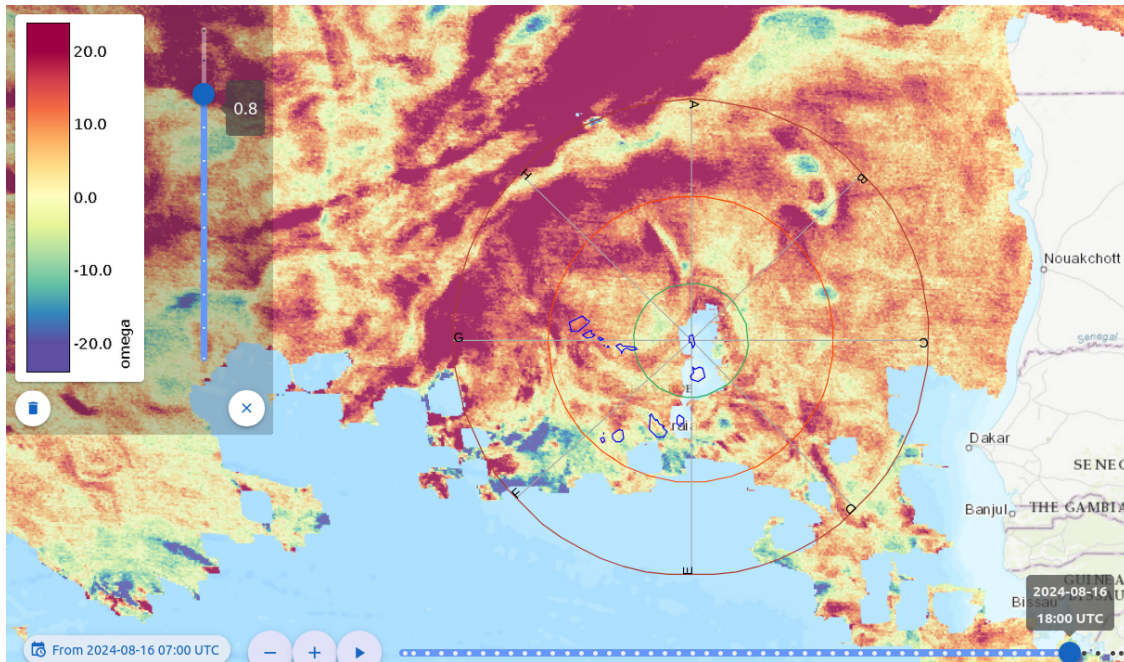 20.0
10.0
0.0
-10.0
-20.0
omega
0.8
A
B
H
G
C
F
D
E
Nouakchott
Senegal
Dakar
SENEG
Banjul
THE GAMBIA
GUINEA
Bissau
2024-08-16
18:00 UTC
From 2024-08-16 07:00 UTC